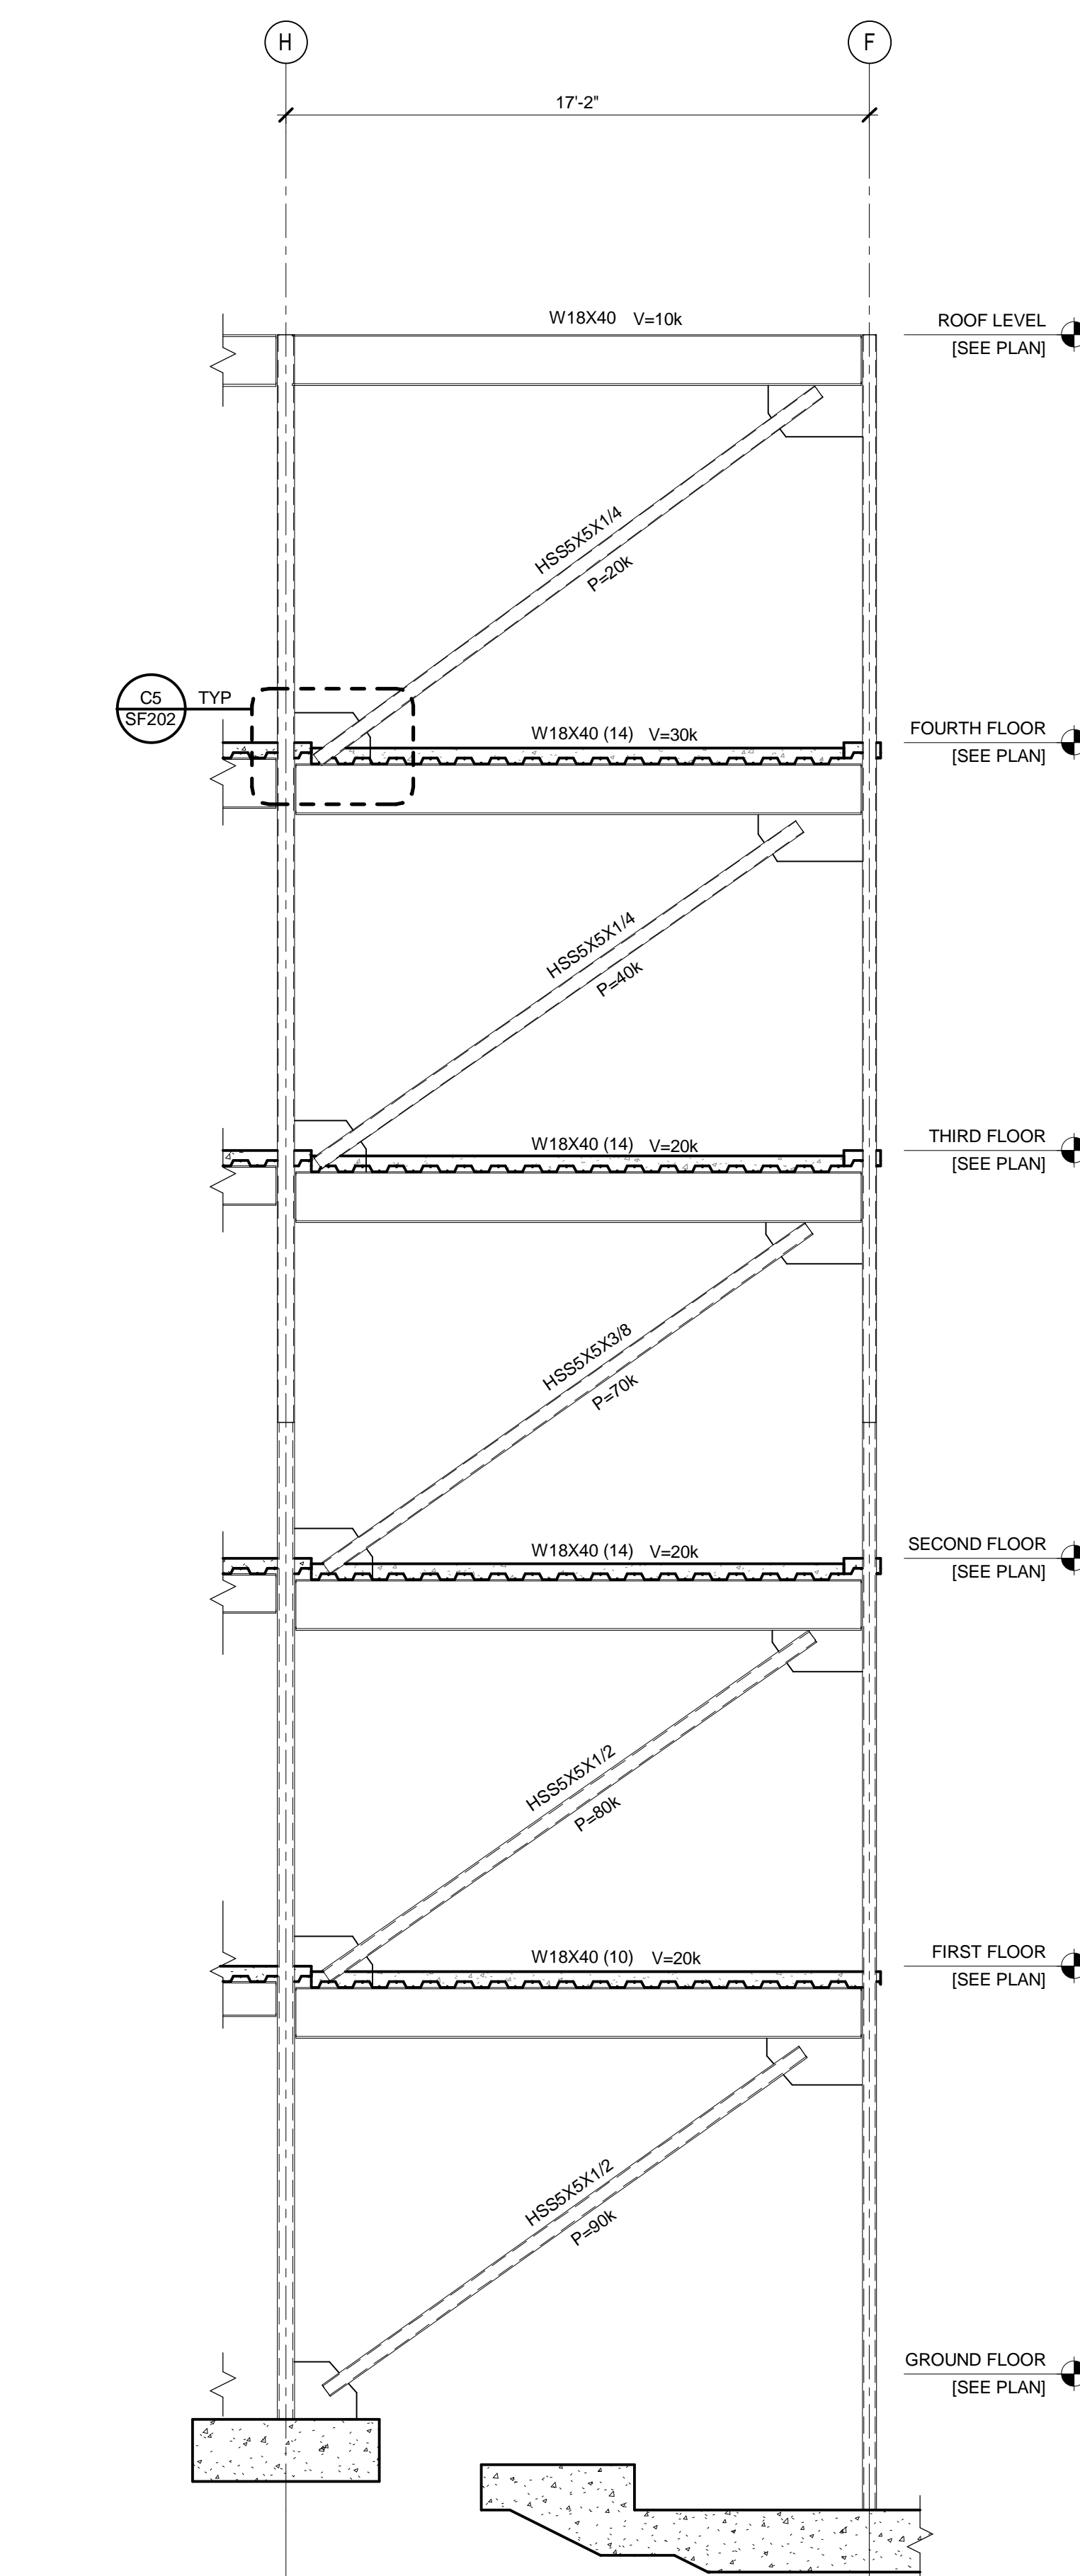 H
F
17'-2"
W18X40 V=10k
ROOF LEVEL
[SEE PLAN]
HSS5X5X1/4
P=20k
C5
TYP
SF202
W18X40 (14) V=30k
FOURTH FLOOR
[SEE PLAN]
HSS5X5X1/4
P=40k
W18X40 (14) V=20k
THIRD FLOOR
[SEE PLAN]
HSS5X5X3/8
P=70k
W18X40 (14) V=20k
SECOND FLOOR
[SEE PLAN]
HSS5X5X1/2
P=80k
W18X40 (10) V=20k
FIRST FLOOR
[SEE PLAN]
HSS5X5X1/2
P=90k
GROUND FLOOR
[SEE PLAN]